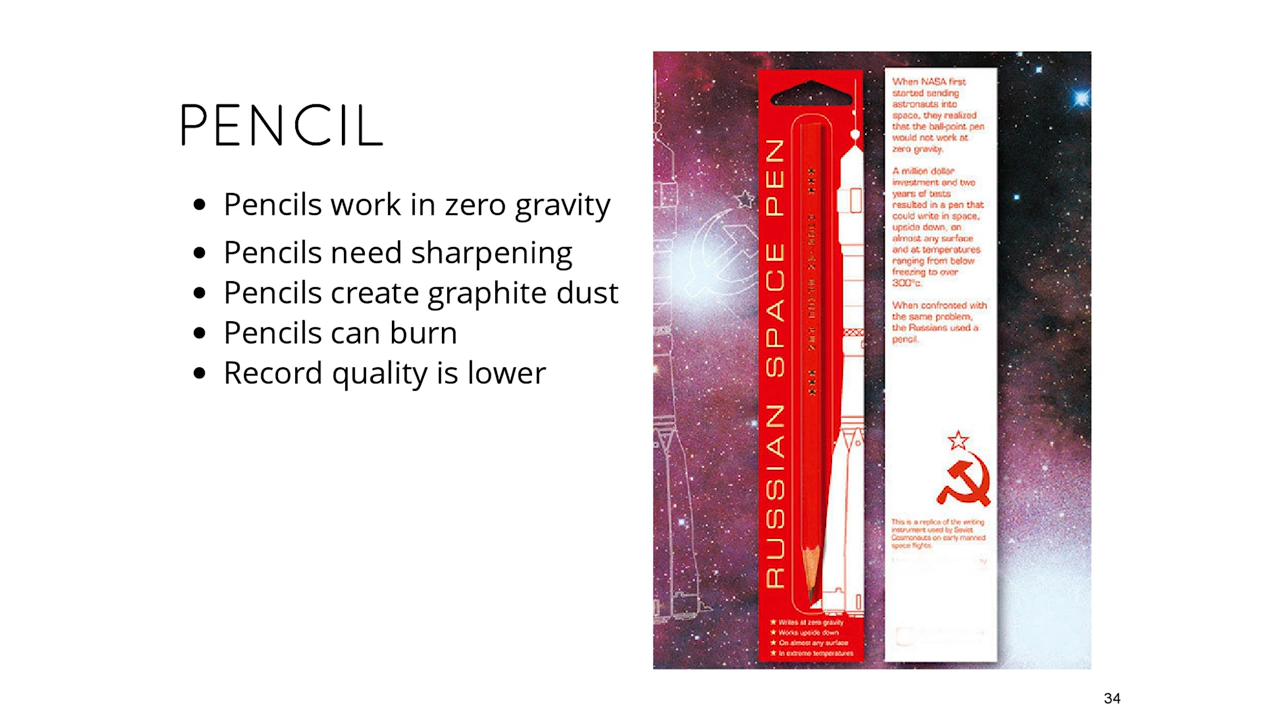 PENCIL
Pencils work in zero gravity
Pencils need sharpening
Pencils create graphite dust
Pencils can burn
Record quality is lower
RUSSIAN SPACE PEN
★ Writes at zero gravity
★ Works upside down
★ On almost any surface
★ In extreme temperatures
When NASA first
started sending
astronauts into
space, they realized
that the ball-point pen
would not work at
zero gravity.
A million dollar
investment and two
years of tests
resulted in a pen that
could write in space,
upside down, on
almost any surface
and at temperatures
ranging from below
freezing to over
300°c.
When confronted with
the same problem,
the Russians used a
pencil.
This is a replica of the writing
instrument used by Soviet
Cosmonauts on early manned
space flights.
34